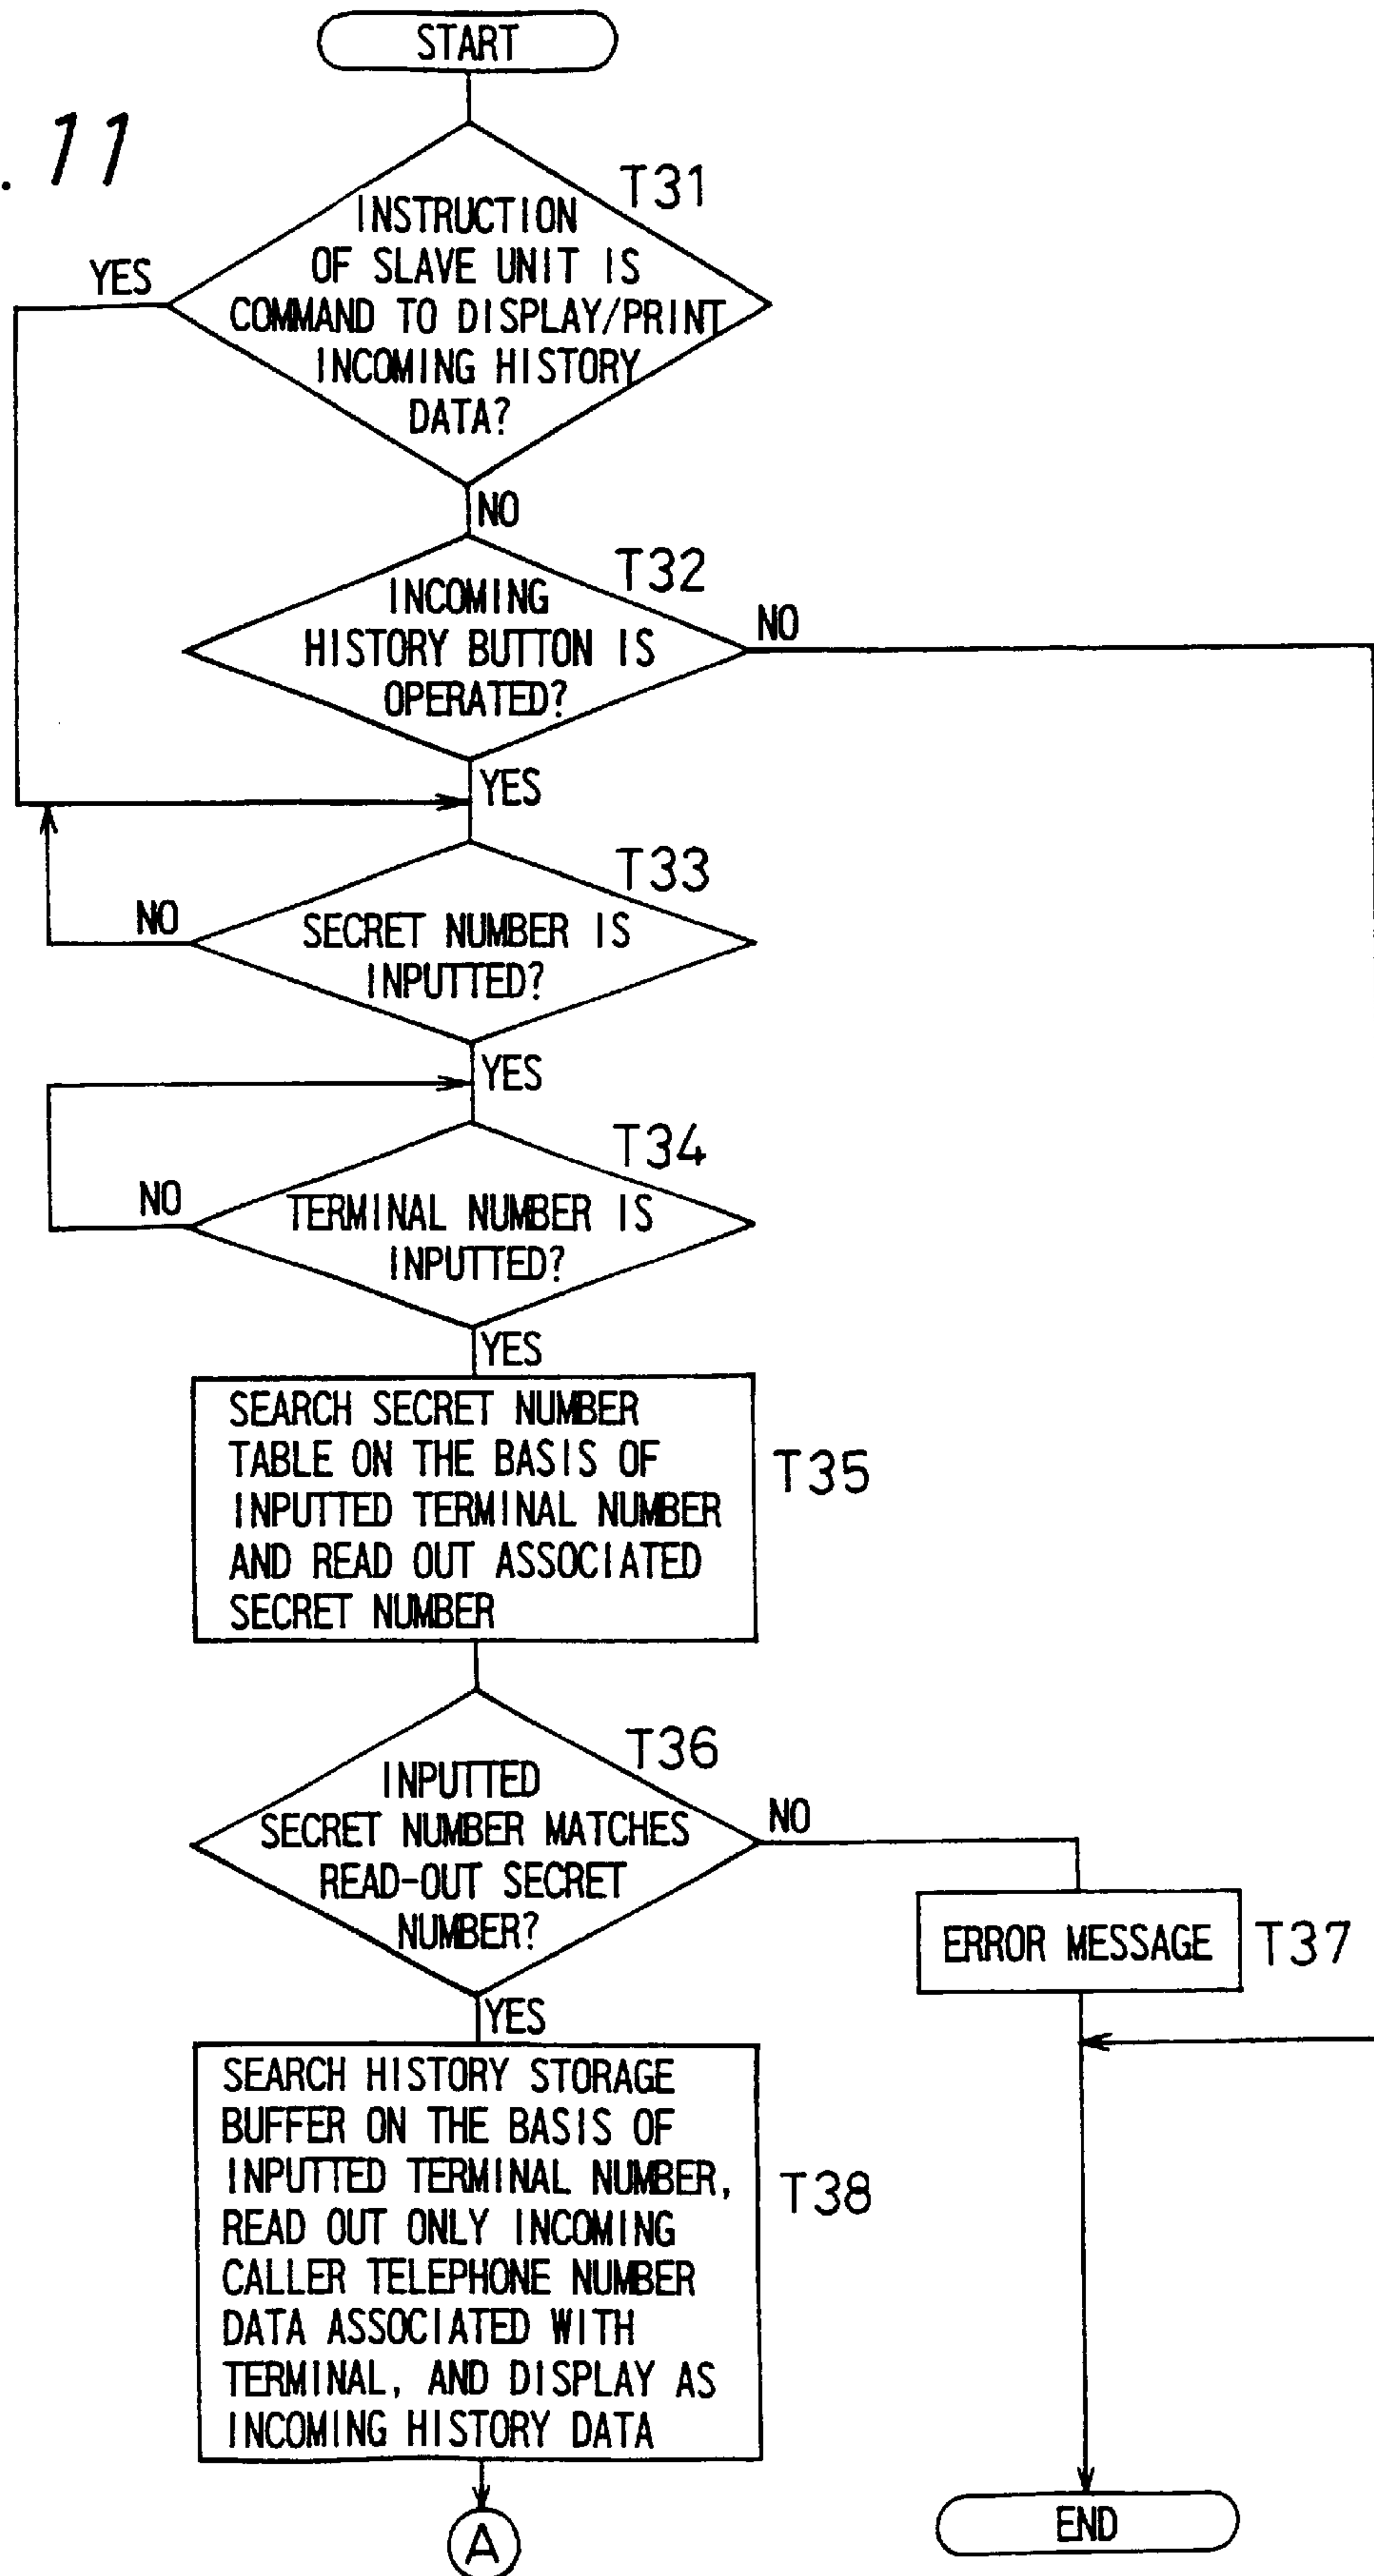 START
. 11
T31
INSTRUCTION
OF SLAVE UNIT IS
COMMAND TO DISPLAY/PRINT
INCOMING HISTORY
DATA?
YES
NO
T32
INCOMING
HISTORY BUTTON IS
OPERATED?
NO
YES
T33
SECRET NUMBER IS
INPUTTED?
NO
YES
T34
TERMINAL NUMBER IS
INPUTTED?
NO
YES
SEARCH SECRET NUMBER
TABLE ON THE BASIS OF
INPUTTED TERMINAL NUMBER
AND READ OUT ASSOCIATED
SECRET NUMBER
T35
T36
INPUTTED
SECRET NUMBER MATCHES
READ-OUT SECRET
NUMBER?
NO
ERROR MESSAGE
T37
YES
SEARCH HISTORY STORAGE
BUFFER ON THE BASIS OF
INPUTTED TERMINAL NUMBER,
READ OUT ONLY INCOMING
CALLER TELEPHONE NUMBER
DATA ASSOCIATED WITH
TERMINAL, AND DISPLAY AS
INCOMING HISTORY DATA
T38
A
END